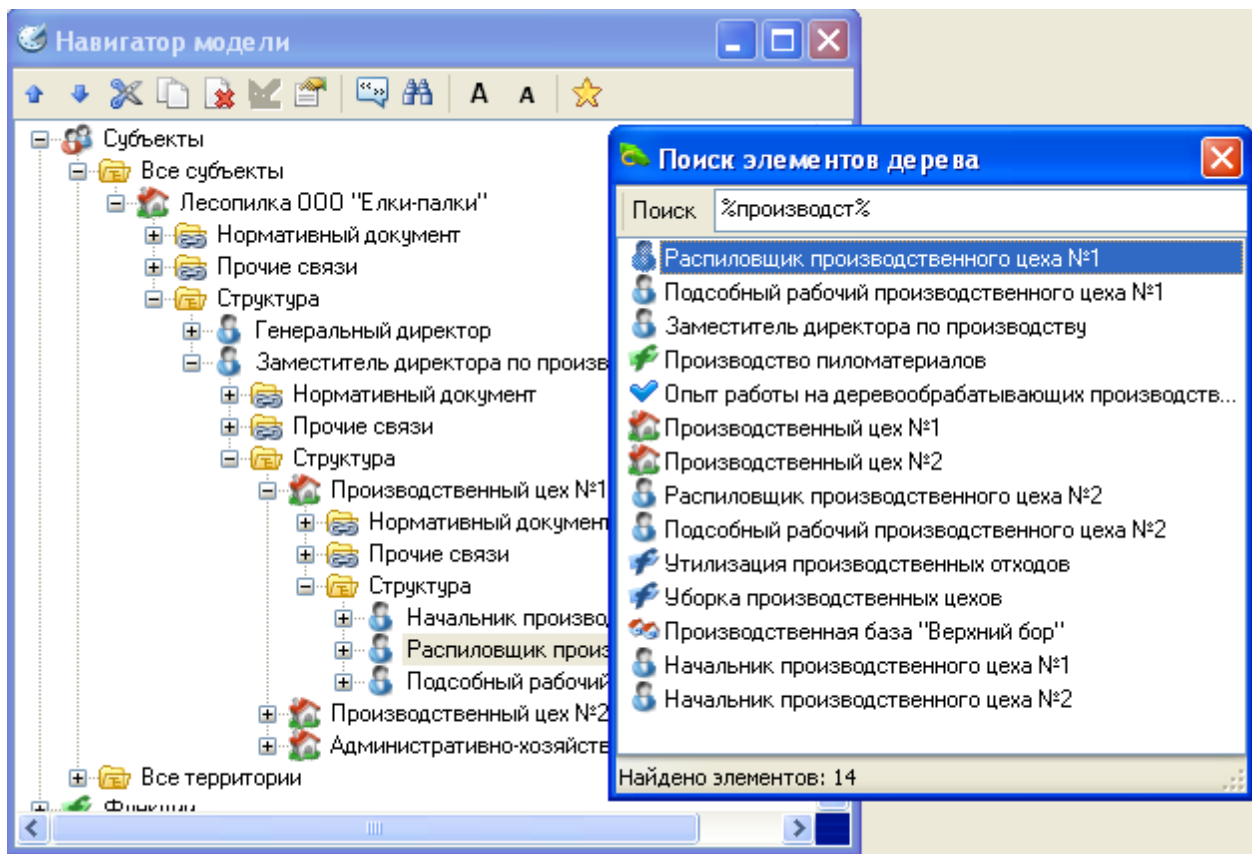 Навигатор модели
A A
Субъекты
Все субъекты
Лесопилка ООО "Елки-палки"
Нормативный документ
Прочие связи
Структура
Генеральный директор
Заместитель директора по произв
Нормативный документ
Прочие связи
Структура
Производственный цех №1
Нормативный документ
Прочие связи
Структура
Начальник произво
Распиловщик произ
Подсобный рабочий
Производственный цех №2
Административно-хозяйств
Все территории
Функции
Поиск элементов дерева
Поиск %производст%
Распиловщик производственного цеха №1
Подсобный рабочий производственного цеха №1
Заместитель директора по производству
Производство пиломатериалов
Опыт работы на деревообрабатывающих производств...
Производственный цех №1
Производственный цех №2
Распиловщик производственного цеха №2
Подсобный рабочий производственного цеха №2
Утилизация производственных отходов
Уборка производственных цехов
Производственная база "Верхний бор"
Начальник производственного цеха №1
Начальник производственного цеха №2
Найдено элементов: 14